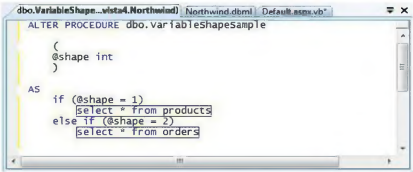 dbo.VariableShape...vista4.Northwind) Northwind.dbml Default.aspx.vb*
ALTER PROCEDURE dbo.VariableShapeSample
(
@shape int
)
AS
if (@shape = 1)
select * from products
else if (@shape = 2)
select * from orders